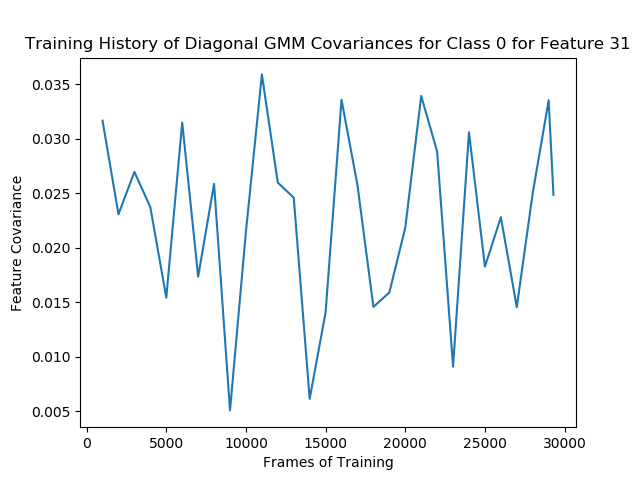 Training History of Diagonal GMM Covariances for Class 0 for Feature 31
0.035
0.030
0.025
0.020
0.015
0.010
0.005
Feature Covariance
0 5000 10000 15000 20000 25000 30000
Frames of Training